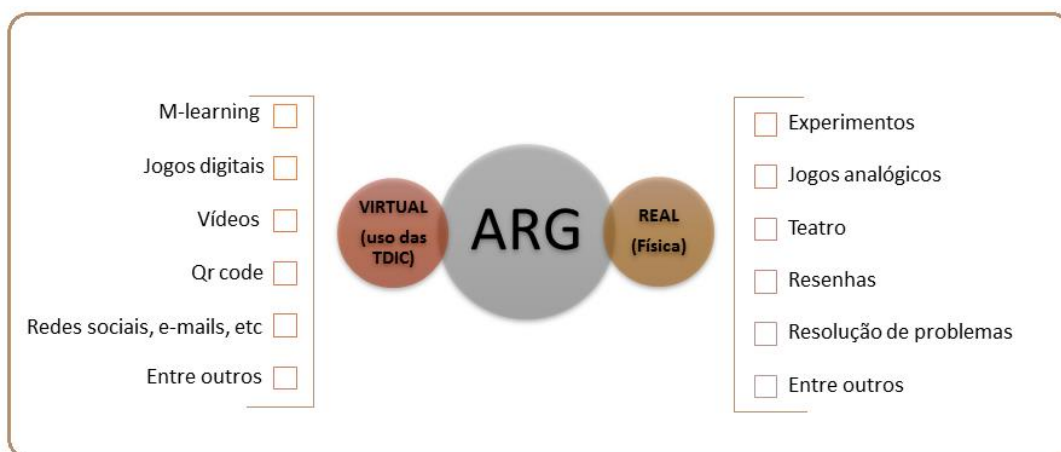 M-learning
Jogos digitais
Vídeos
Qr code
Redes sociais, e-mails, etc
Entre outros
VIRTUAL
(uso das
TDIC)
ARG
REAL
(Física)
Experimentos
Jogos analógicos
Teatro
Resenhas
Resolução de problemas
Entre outros